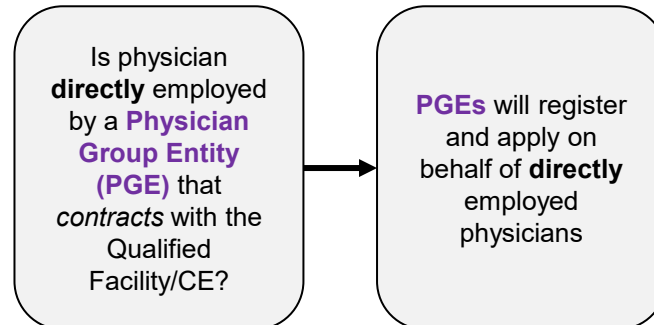 Is physician
directly employed
by a Physician
Group Entity
(PGE) that
contracts with the
Qualified
Facility/CE?
PGEs will register
and apply on
behalf of directly
employed
physicians